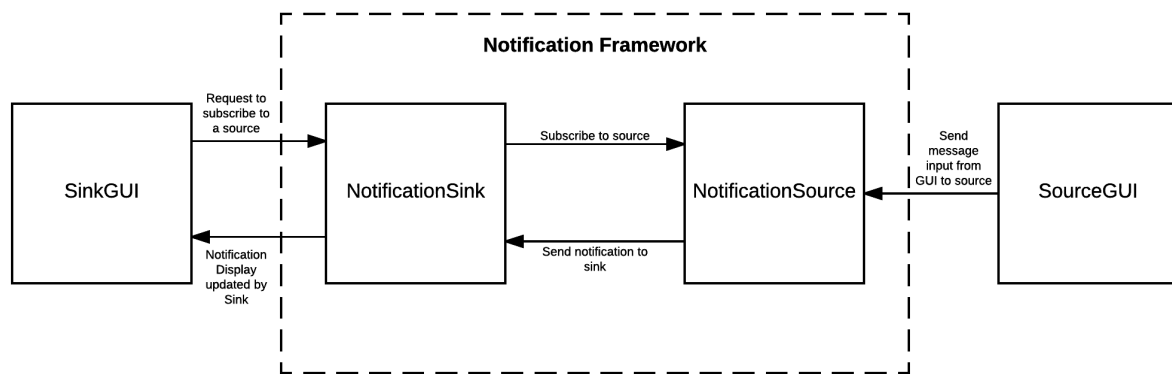 Notification Framework
Request to
subscribe to
a source
SinkGUI
Notification
Display
updated by
Sink
NotificationSink
Subscribe to source
Send notification to
sink
NotificationSource
Send
message
input from
GUI to source
SourceGUI